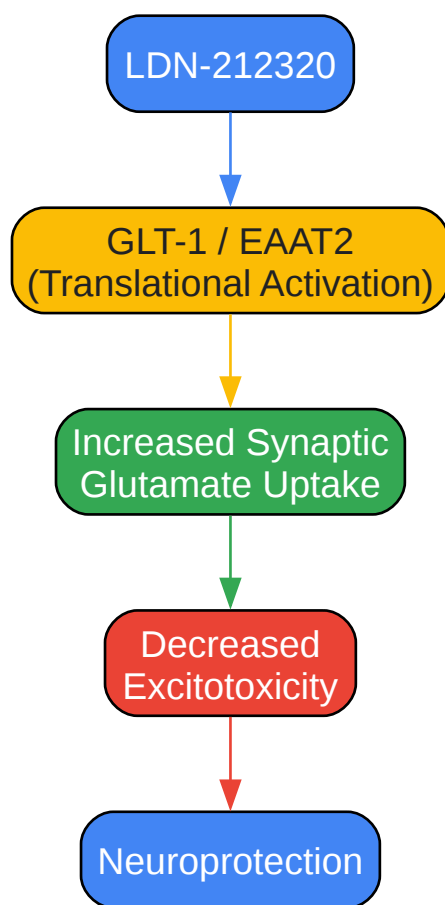 LDN-212320
GLT-1 / EAAT2
(Translational Activation)
Increased Synaptic
Glutamate Uptake
Decreased
Excitotoxicity
Neuroprotection